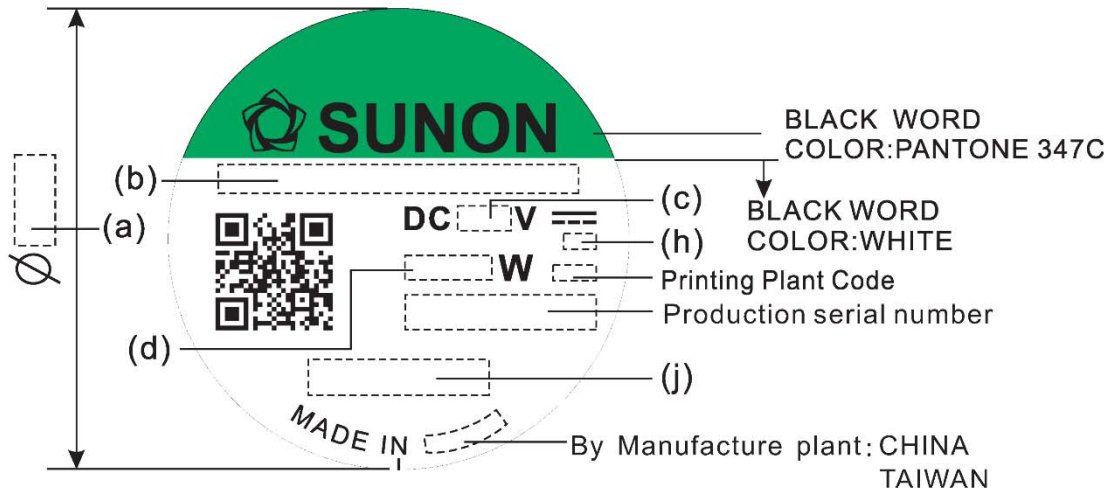 SUNON
BLACK WORD
COLOR:PANTONE 347C
(b)
(c)
DC V
BLACK WORD
COLOR:WHITE
(a)
(h)
Ø
W
Printing Plant Code
Production serial number
(d)
(j)
MADE IN
By Manufacture plant: CHINA
TAIWAN